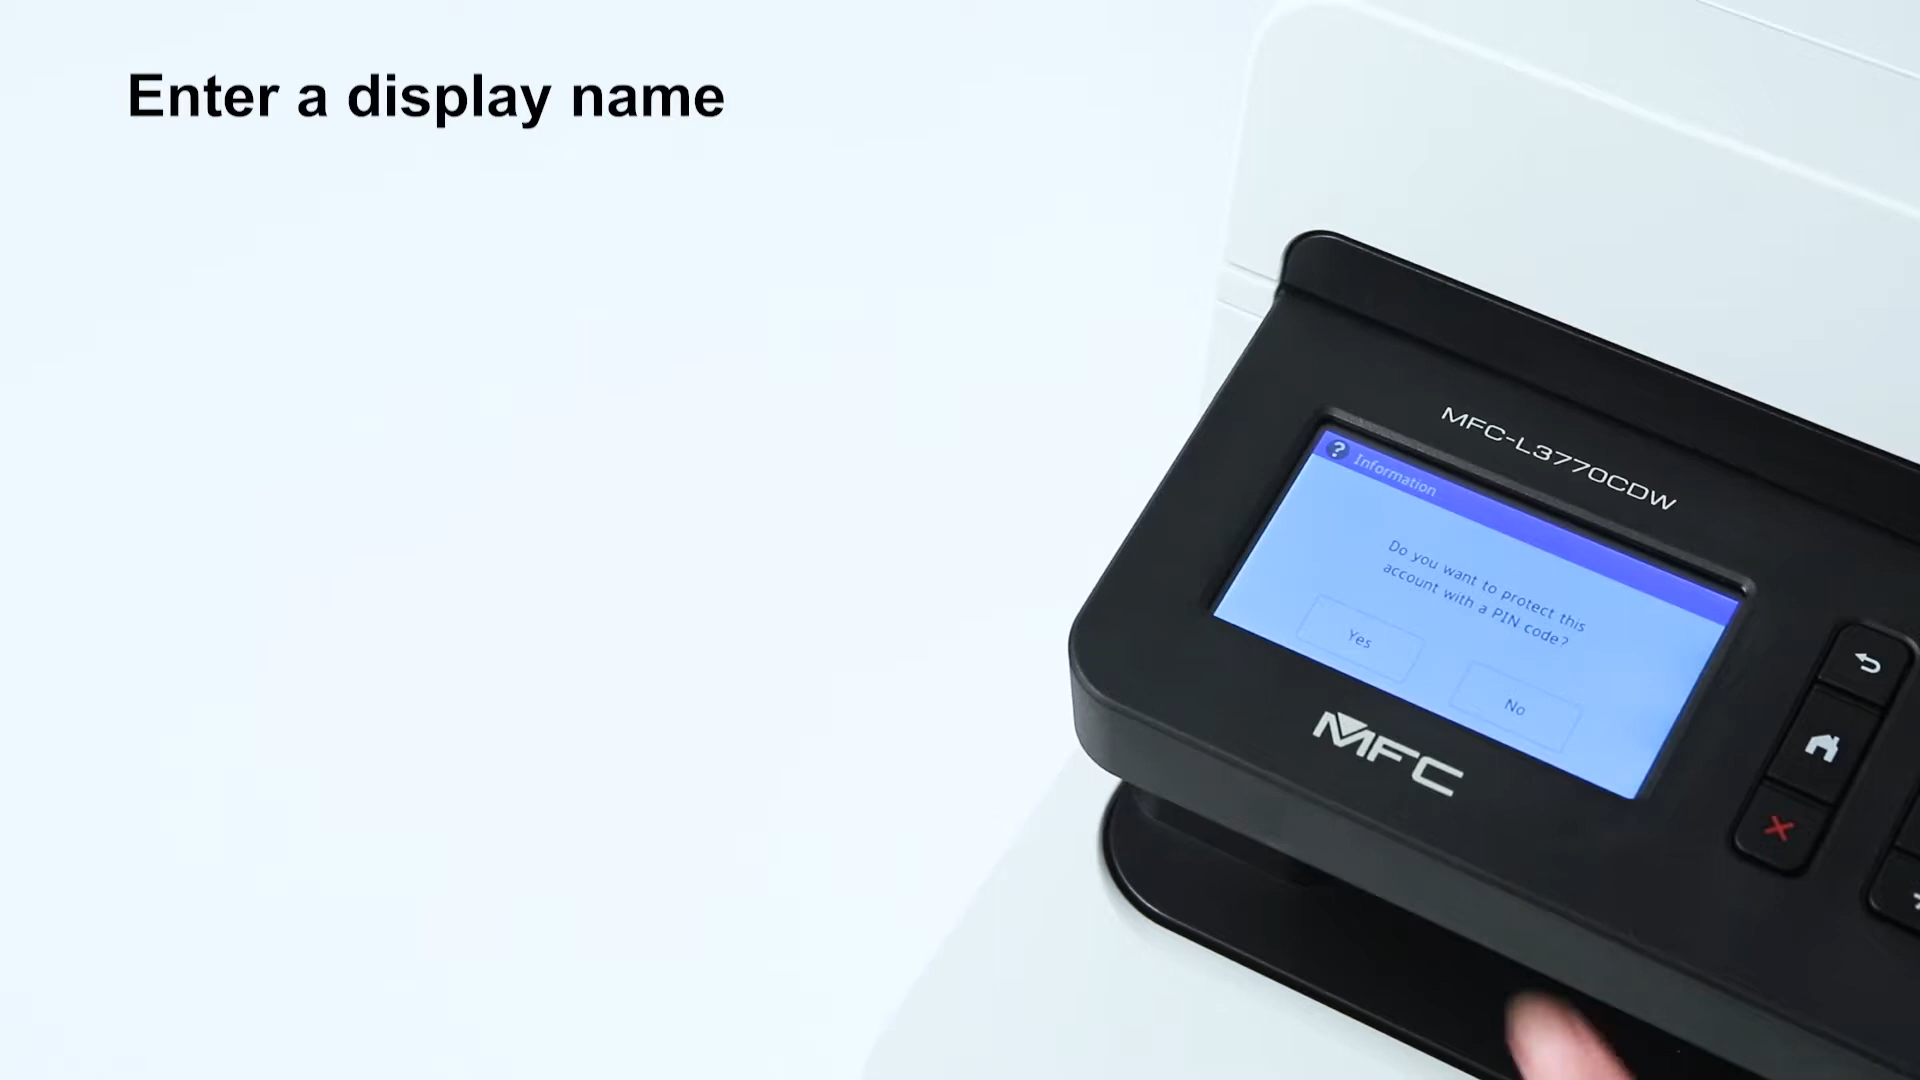 Enter a display name
MFC-L3770CDW
? Information
Do you want to protect this
account with a PIN code?
Yes
No
MFC